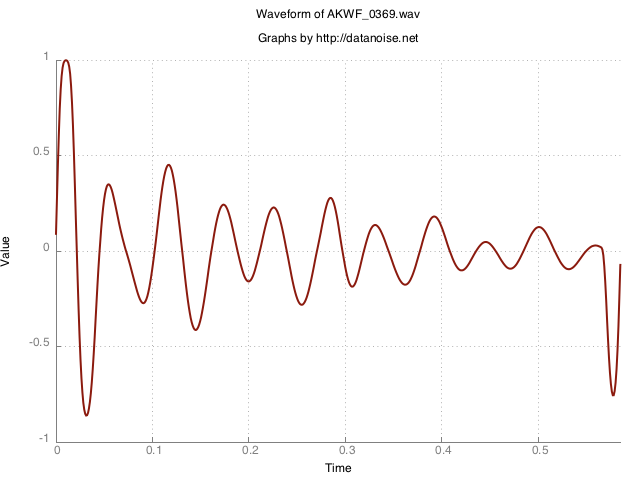 Waveform of AKWF_0369.wav
Graphs by http://datanoise.net
1
0.5
0
-0.5
-1
Value
0 0.1 0.2 0.3 0.4 0.5
Time